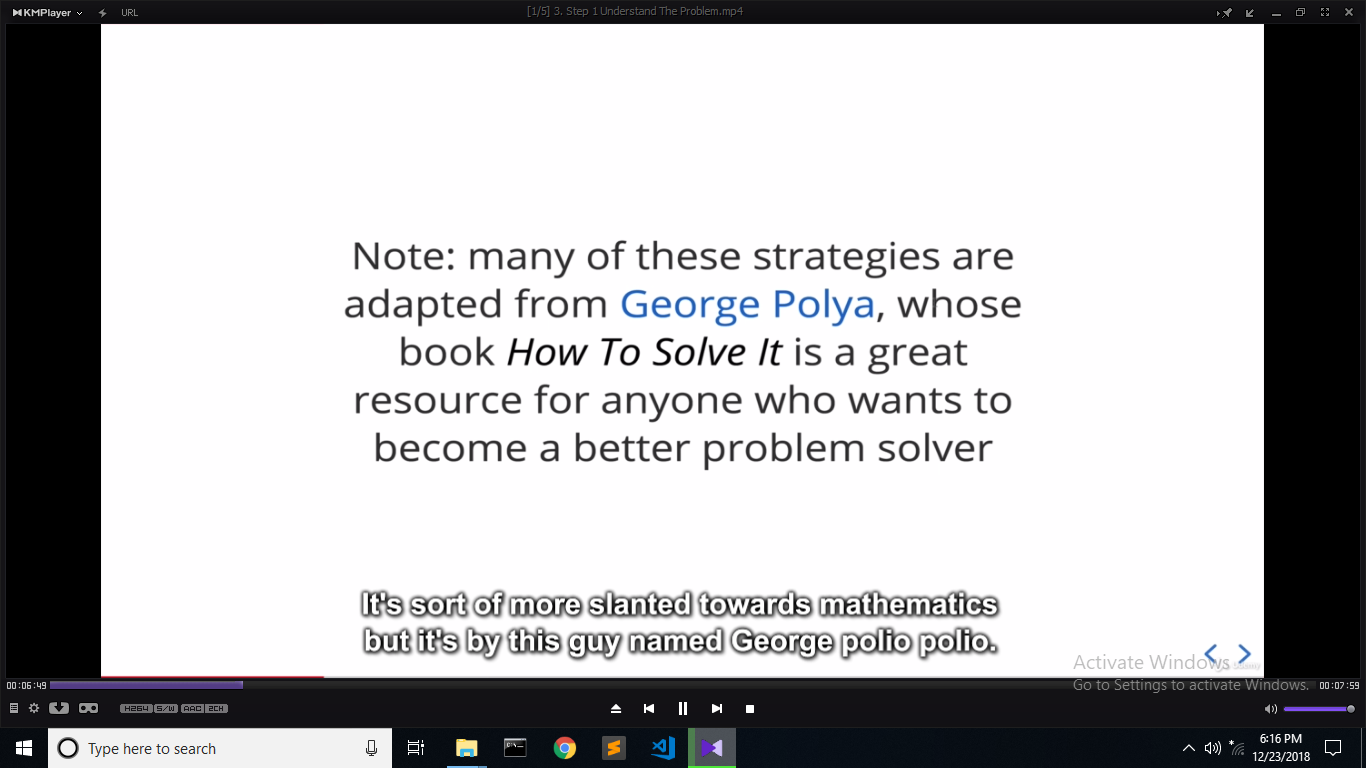 KMPlayer
URL
[1/5] 3. Step 1 Understand The Problem.mp4
Note: many of these strategies are
adapted from George Polya, whose
book How To Solve It is a great
resource for anyone who wants to
become a better problem solver
It's sort of more slanted towards mathematics
but it's by this guy named George polio polio.
Activate Windows
Go to Settings to activate Windows.
00:06:49
00:07:59
H264 S/W AAC 2CH
Type here to search
6:16 PM
12/23/2018